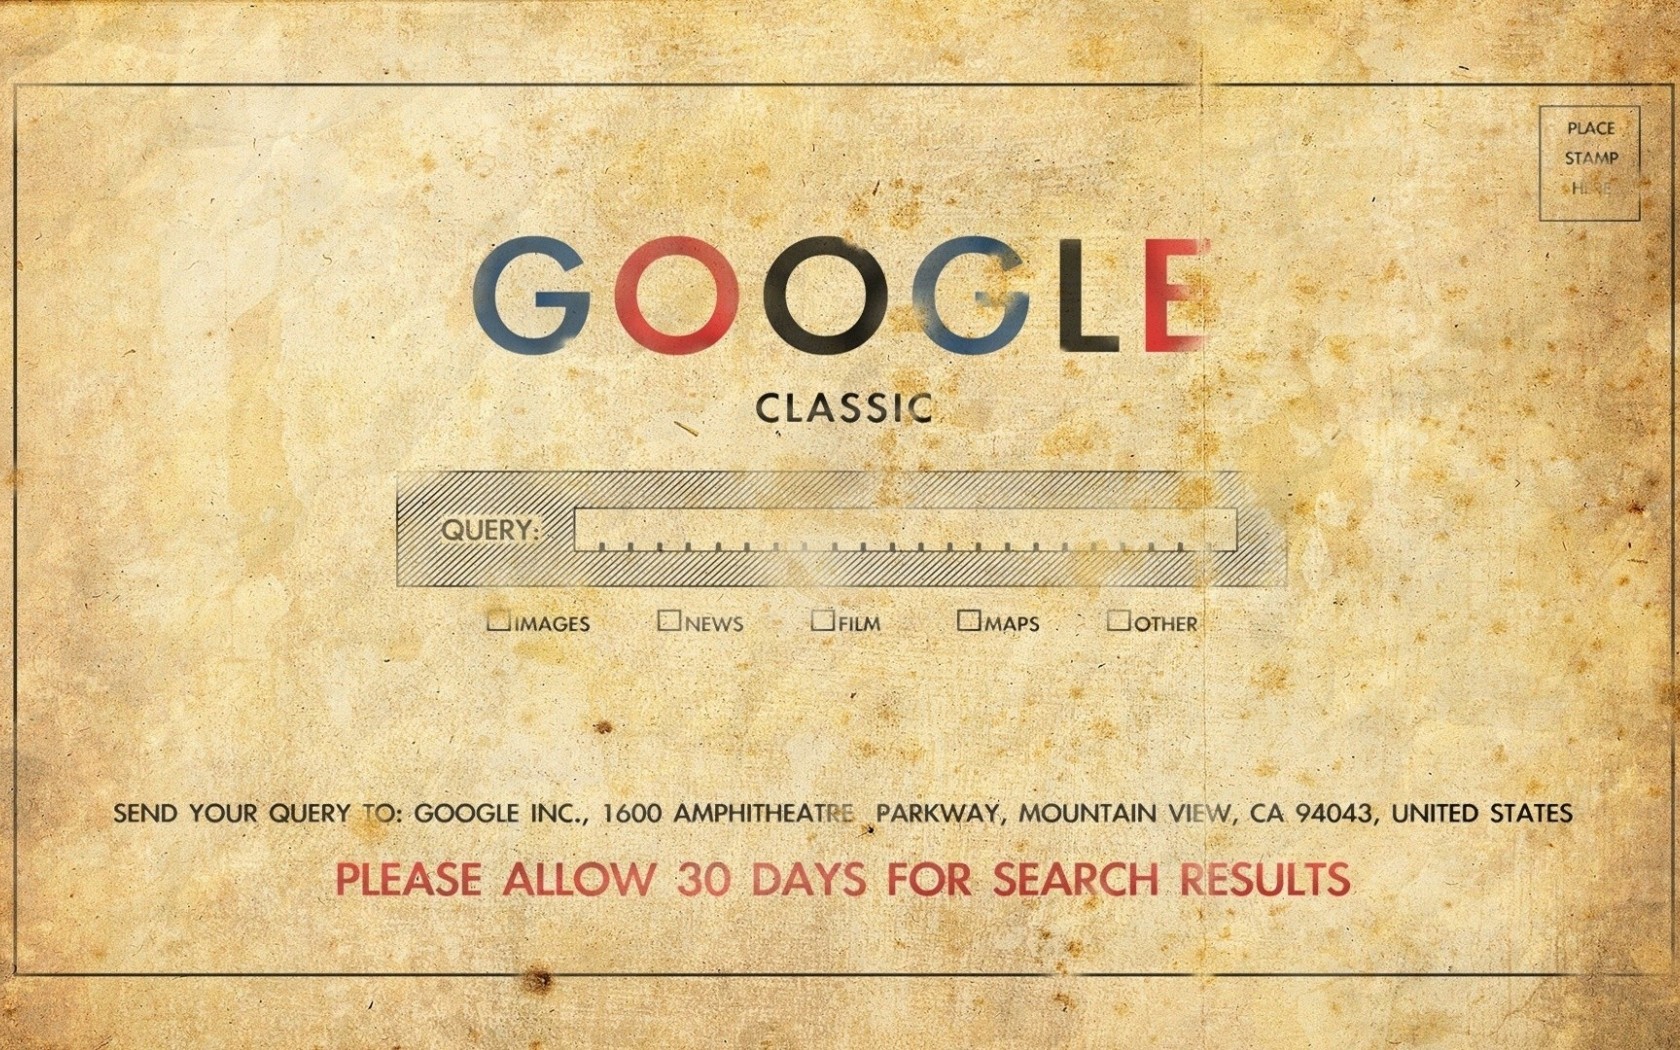 PLACE
STAMP
HERE
GOOGLE
CLASSIC
QUERY:
IMAGES NEWS FILM MAPS OTHER
SEND YOUR QUERY TO: GOOGLE INC., 1600 AMPHITHEATRE PARKWAY, MOUNTAIN VIEW, CA 94043, UNITED STATES
PLEASE ALLOW 30 DAYS FOR SEARCH RESULTS